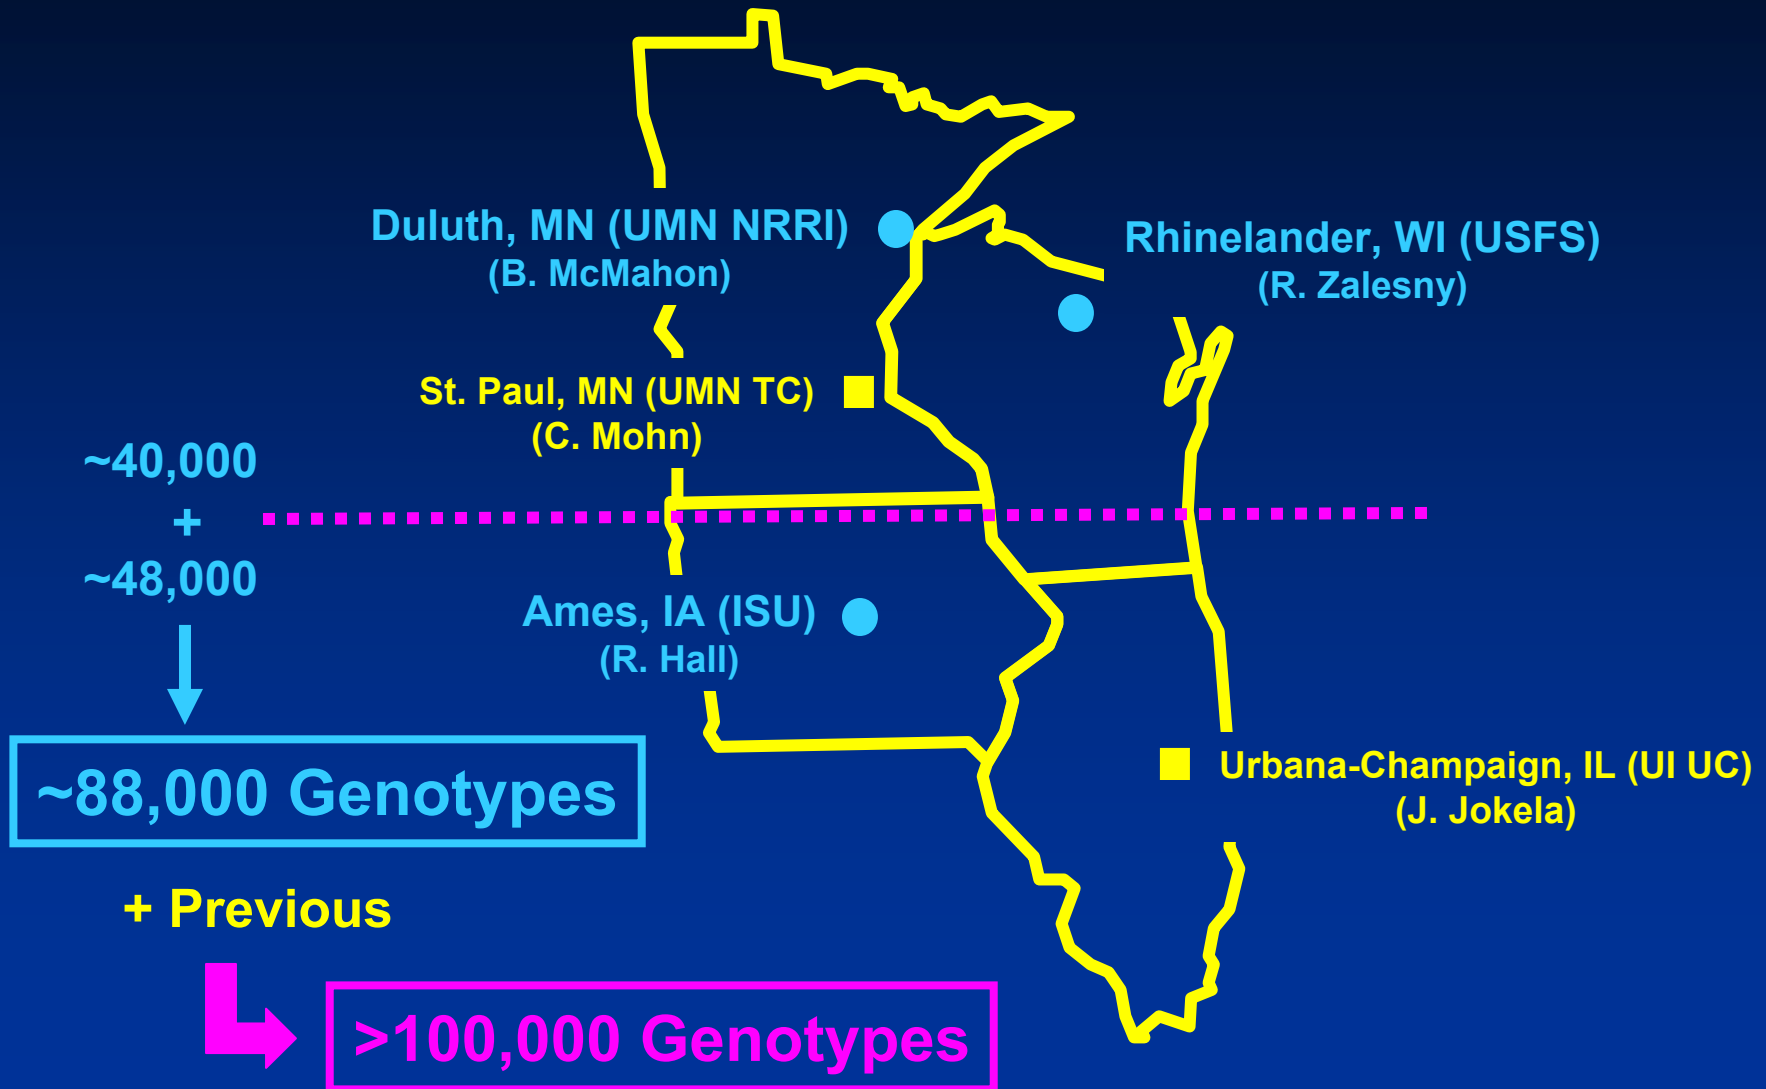 Duluth, MN (UMN NRRI)
(B. McMahon)
Rhinelander, WI (USFS)
(R. Zalesny)
St. Paul, MN (UMN TC)
(C. Mohn)
~40,000
+
~48,000
Ames, IA (ISU)
(R. Hall)
~88,000 Genotypes
Urbana-Champaign, IL (UI UC)
(J. Jokela)
+ Previous
>100,000 Genotypes